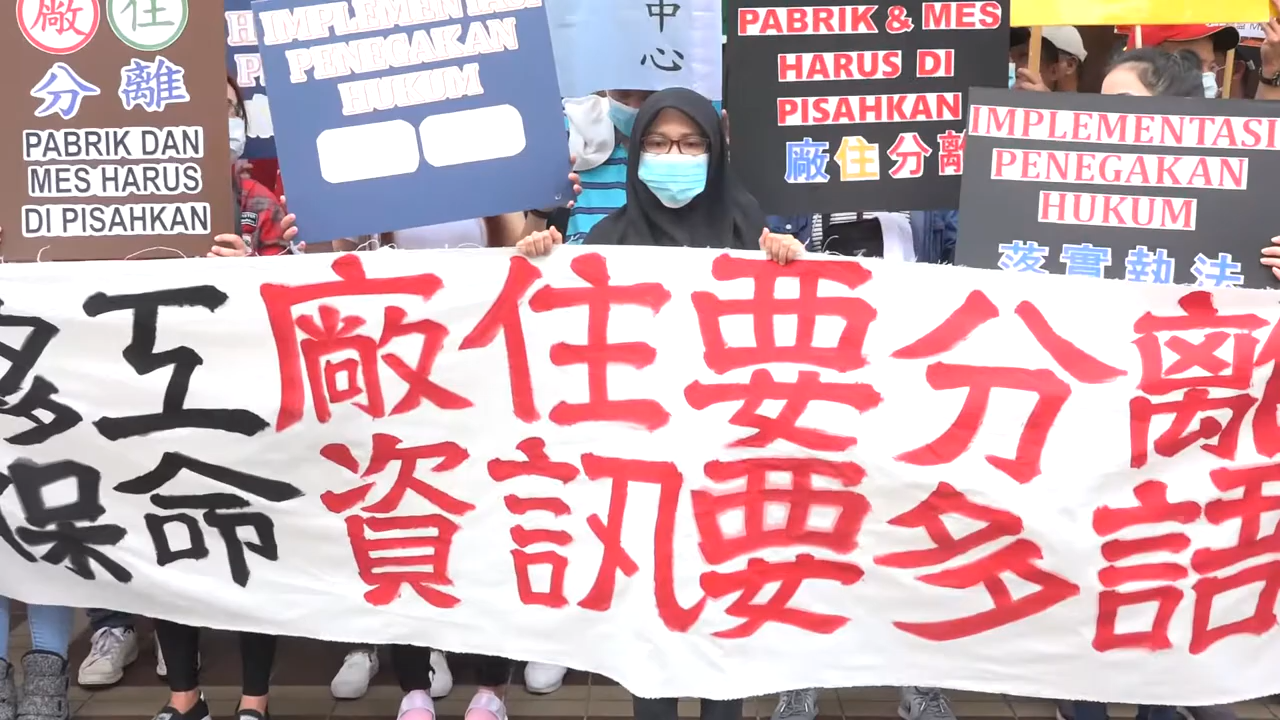 廠住
分離
PABRIK DAN
MES HARUS
DI PISAHKAN
IMPLEMENTASI
PENEGAKAN
HUKUM
中心
PABRIK & MES
HARUS DI
PISAHKAN
廠住分離
IMPLEMENTASI
PENEGAKAN
HUKUM
落實執法
移工廠住要分離
保命資訊要多語